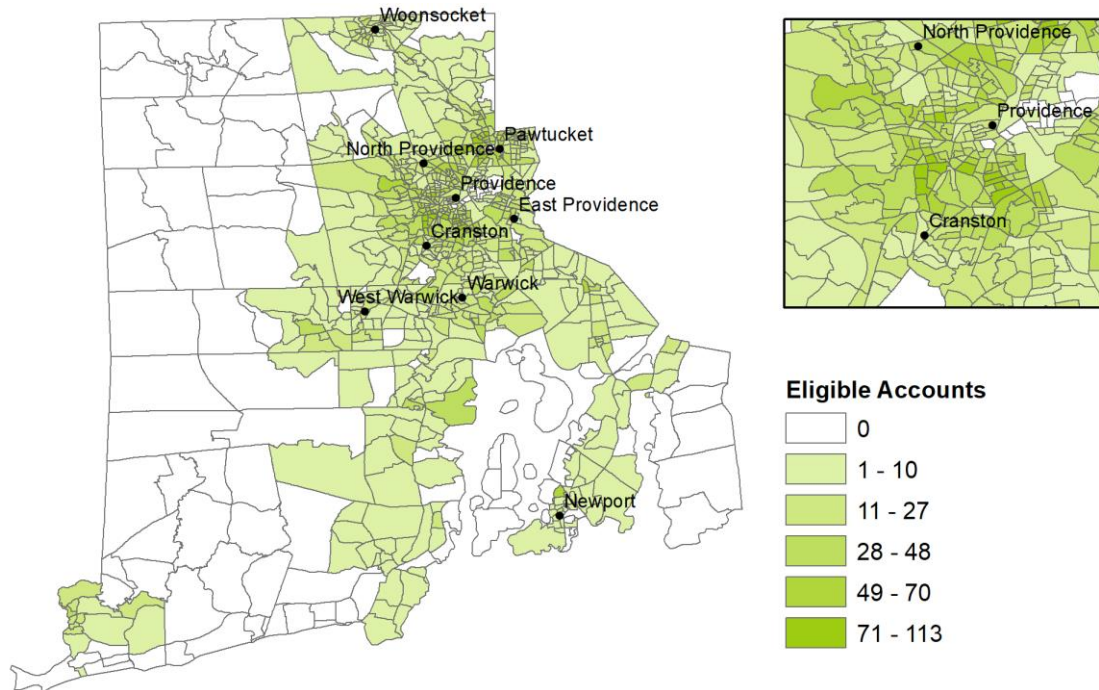 Woonsocket
Pawtucket
North Providence
Providence
East Providence
Cranston
Warwick
West Warwick
Newport
North Providence
Providence
Cranston
Eligible Accounts
0
1 - 10
11 - 27
28 - 48
49 - 70
71 - 113